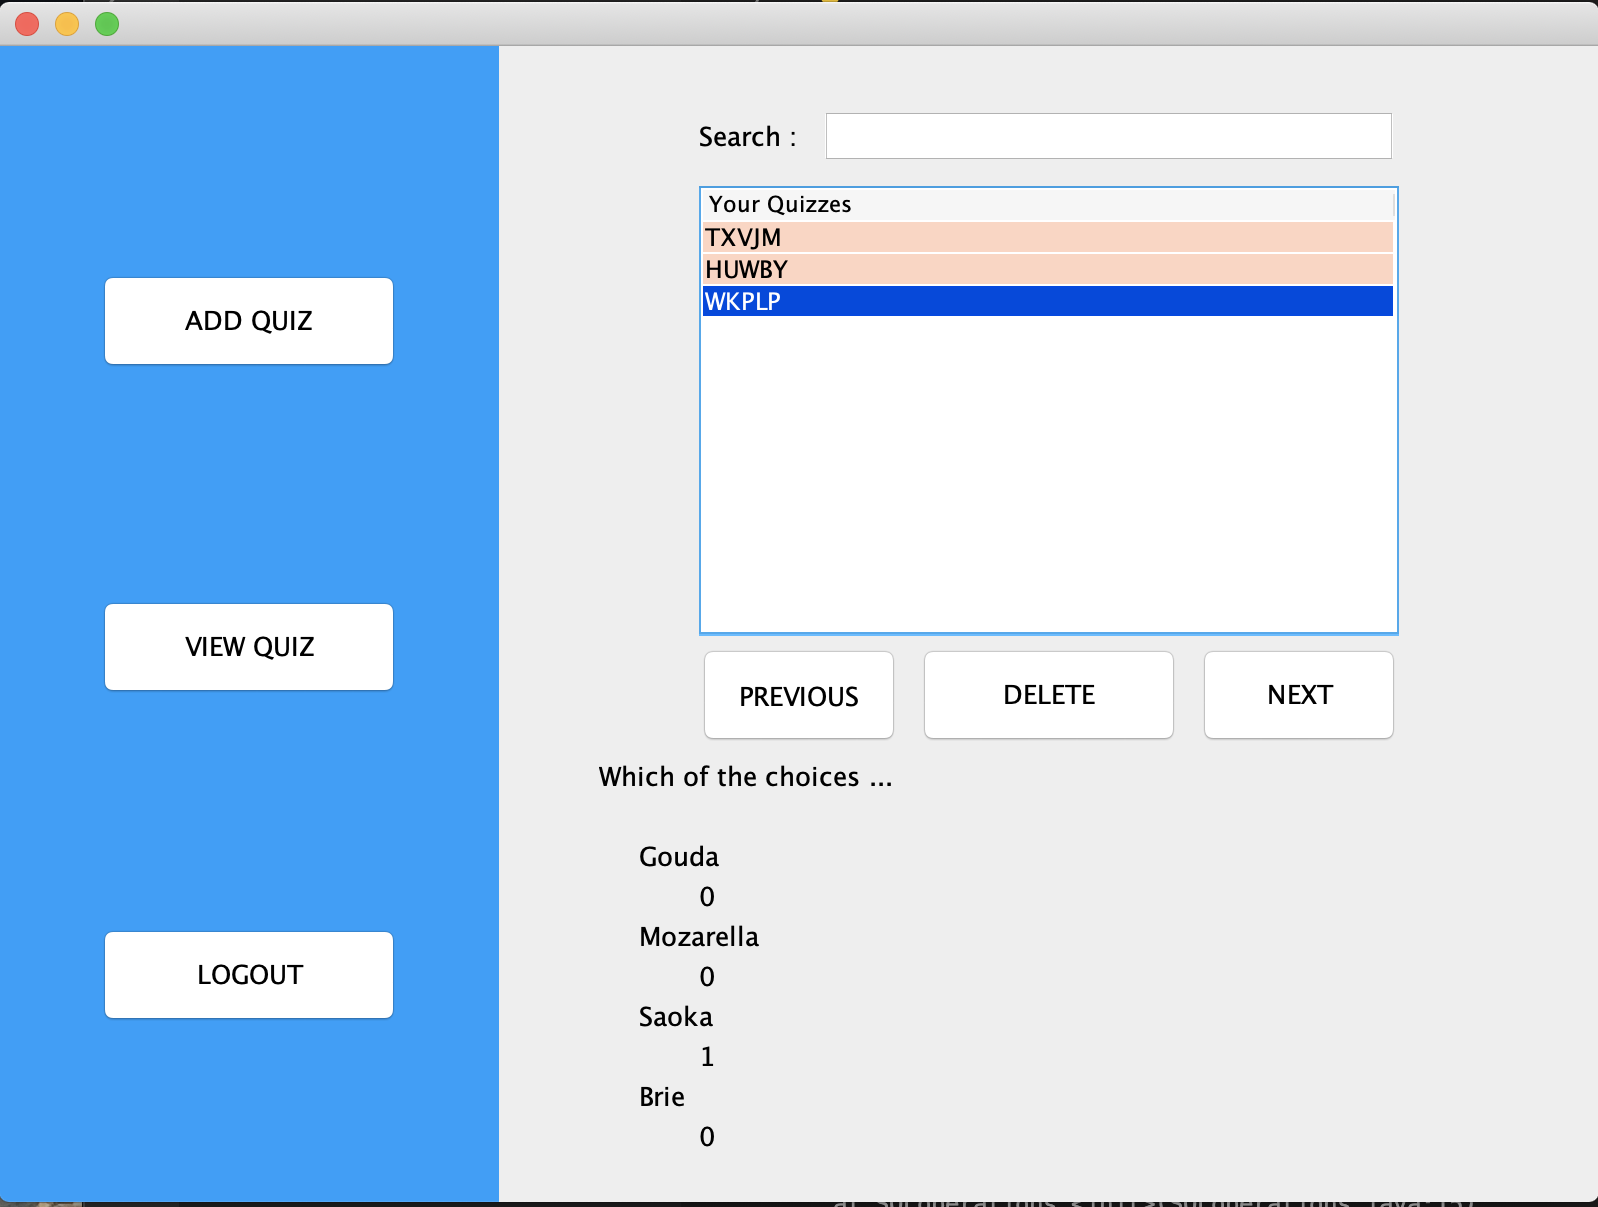 Search :
Your Quizzes
TXVJM
HUWBY
WKPLP
ADD QUIZ
VIEW QUIZ
LOGOUT
PREVIOUS
DELETE
NEXT
Which of the choices ...
Gouda
0
Mozarella
0
Saoka
1
Brie
0